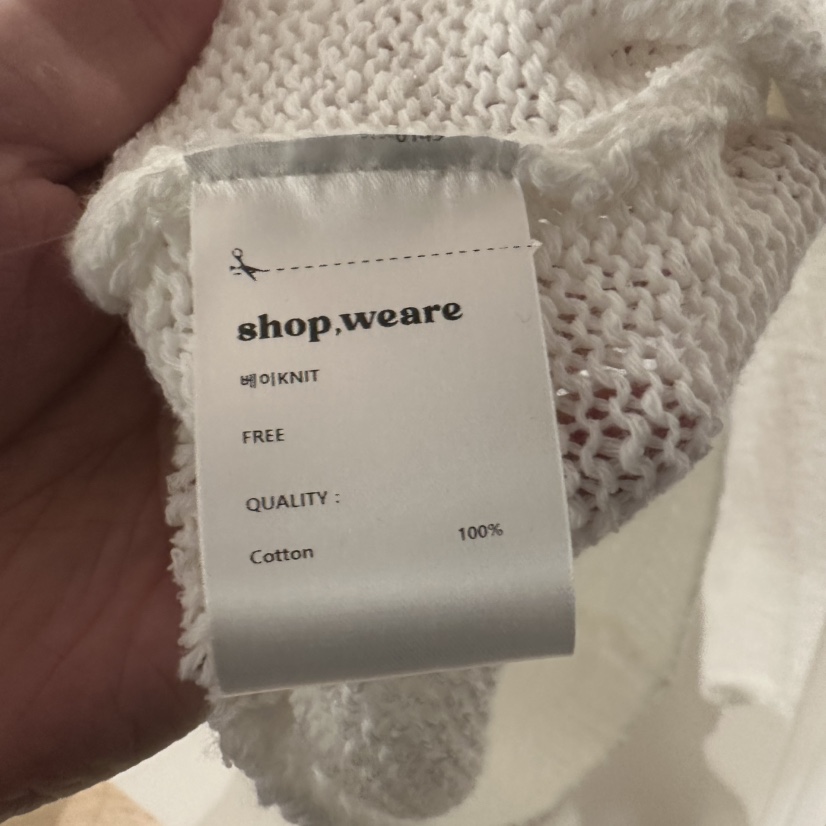 shop,weare
베이KNIT
FREE
QUALITY :
Cotton 100%